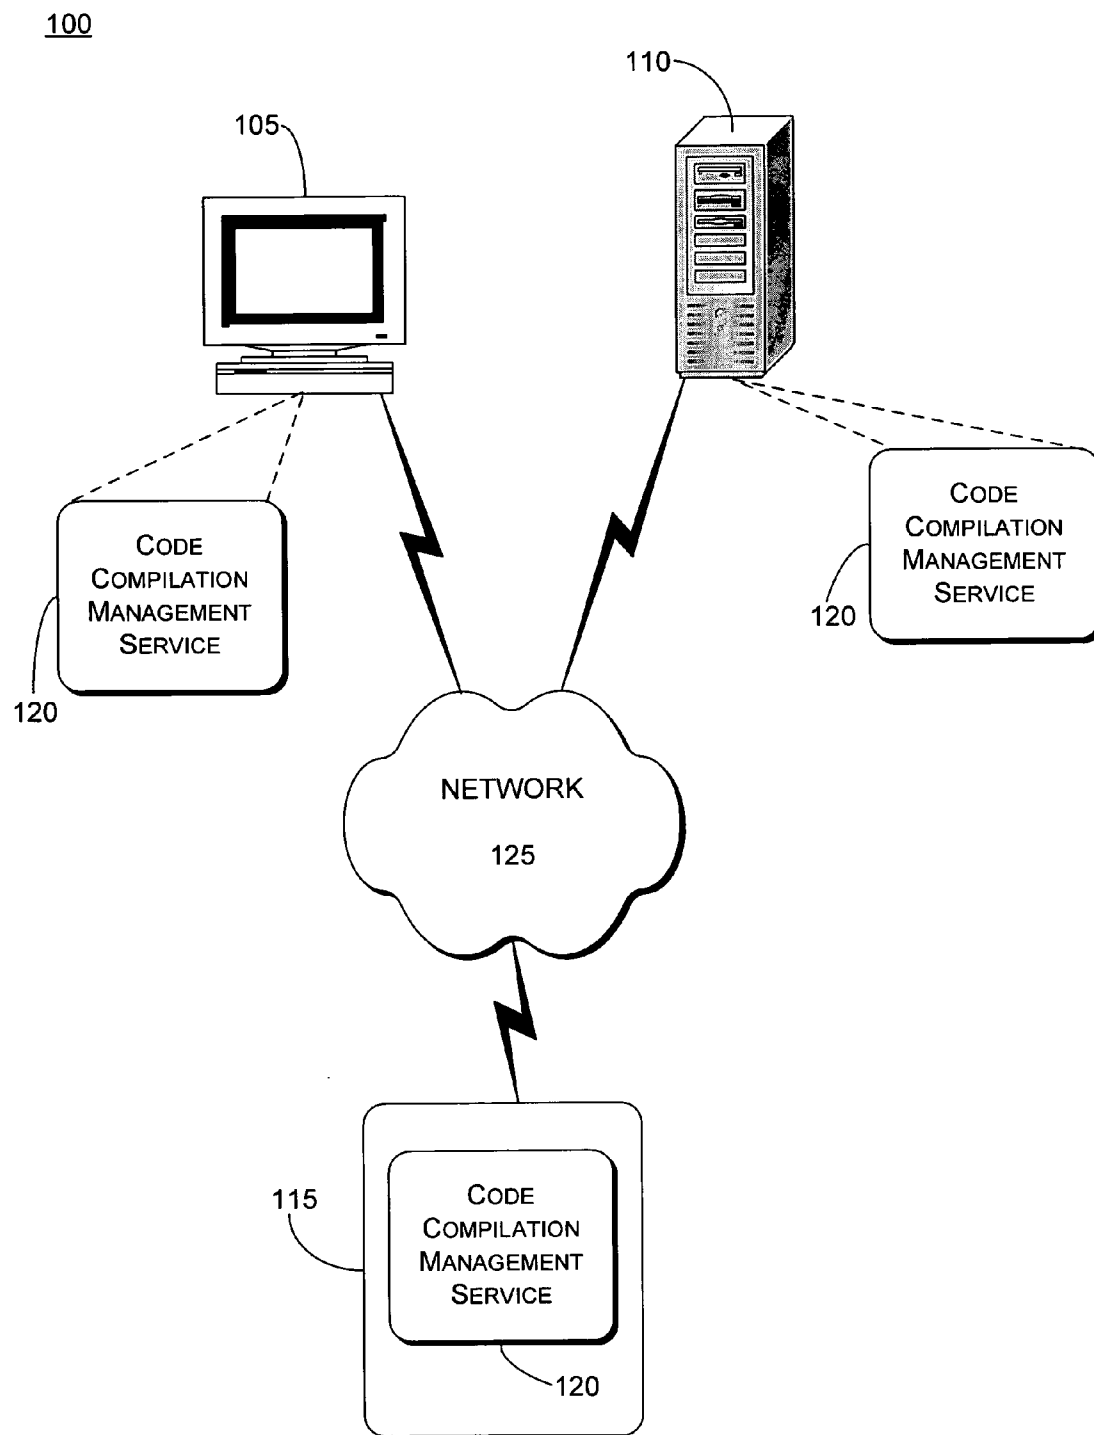 100
110
105
CODE
COMPILATION
MANAGEMENT
SERVICE
120
CODE
COMPILATION
MANAGEMENT
SERVICE
120
NETWORK
125
115
CODE
COMPILATION
MANAGEMENT
SERVICE
120